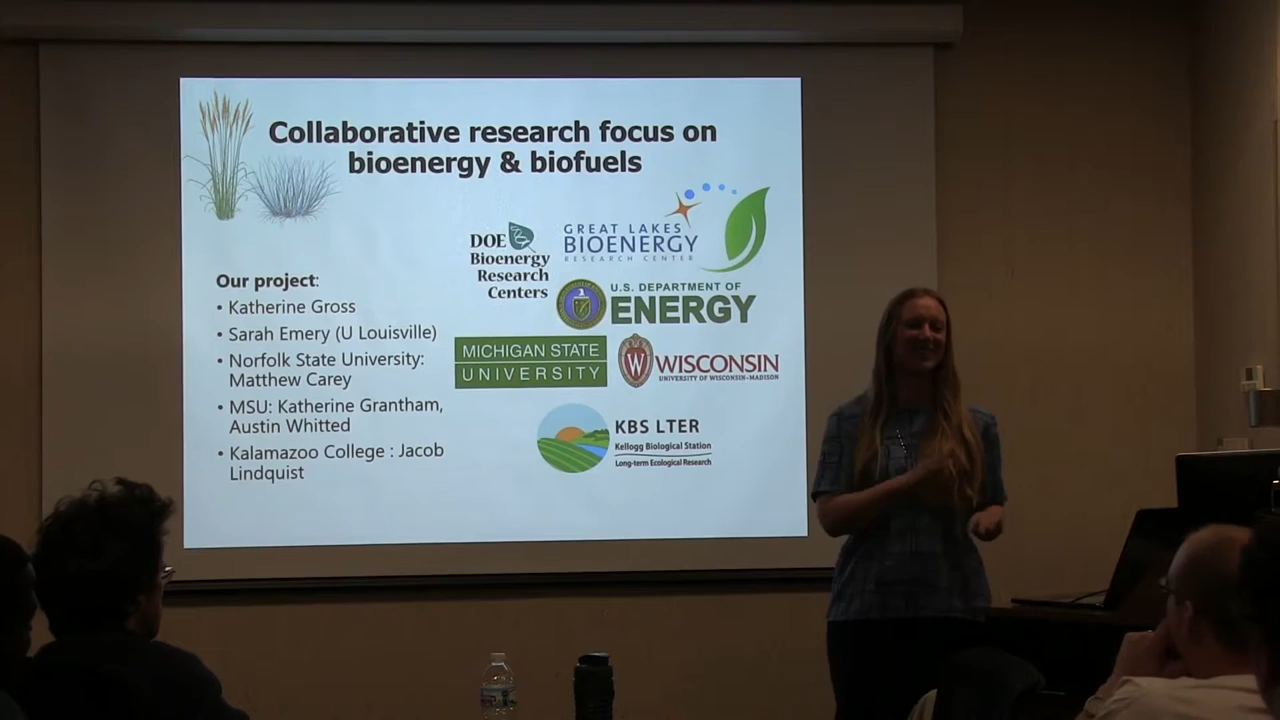 Collaborative research focus on
bioenergy & biofuels
DOE
Bioenergy
Research
Centers
GREAT LAKES
BIOENERGY
RESEARCH CENTER
U.S. DEPARTMENT OF
ENERGY
MICHIGAN STATE
UNIVERSITY
W
WISCONSIN
UNIVERSITY OF WISCONSIN-MADISON
KBS LTER
Kellogg Biological Station
Long-term Ecological Research
Our project:
• Katherine Gross
• Sarah Emery (U Louisville)
• Norfolk State University:
Matthew Carey
• MSU: Katherine Grantham,
Austin Whitted
• Kalamazoo College : Jacob
Lindquist